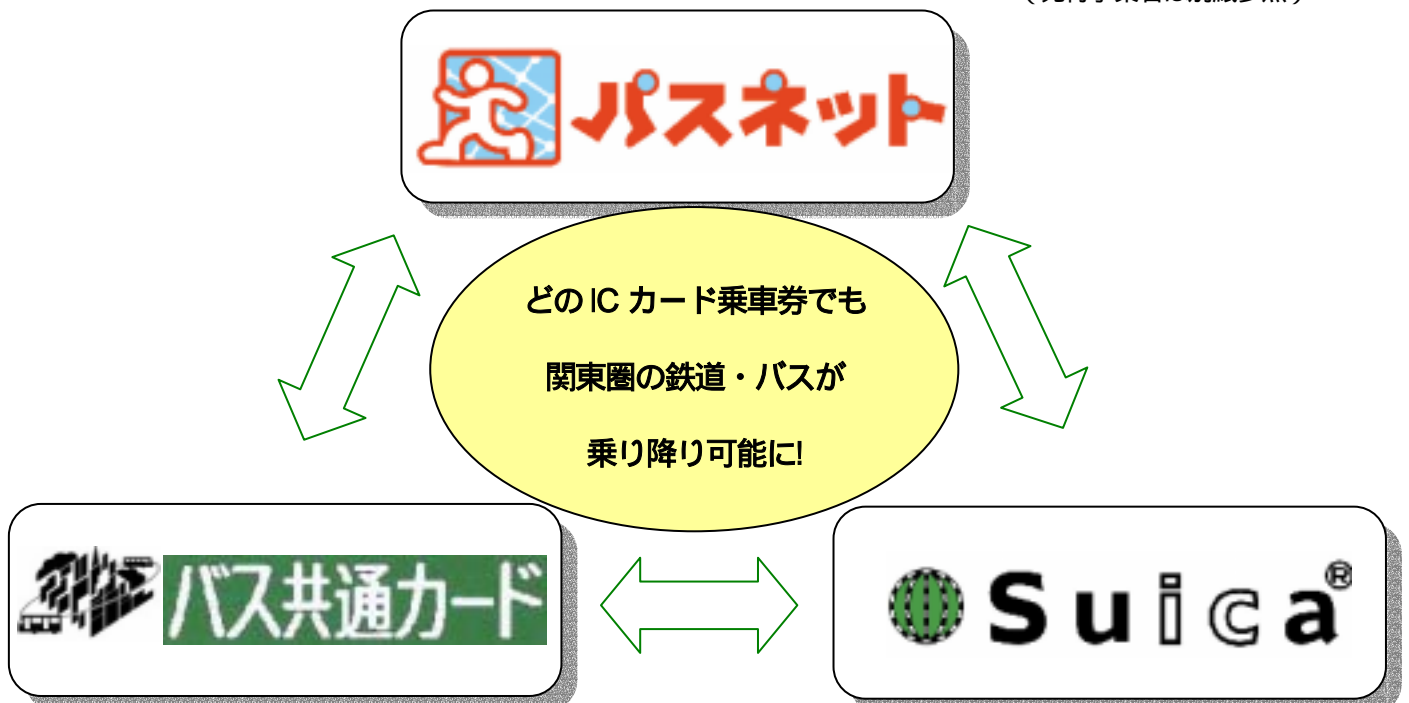 パスネット
どのICカード乗車券でも
関東圏の鉄道・バスが
乗り降り可能に!
バス共通カード
Suica®